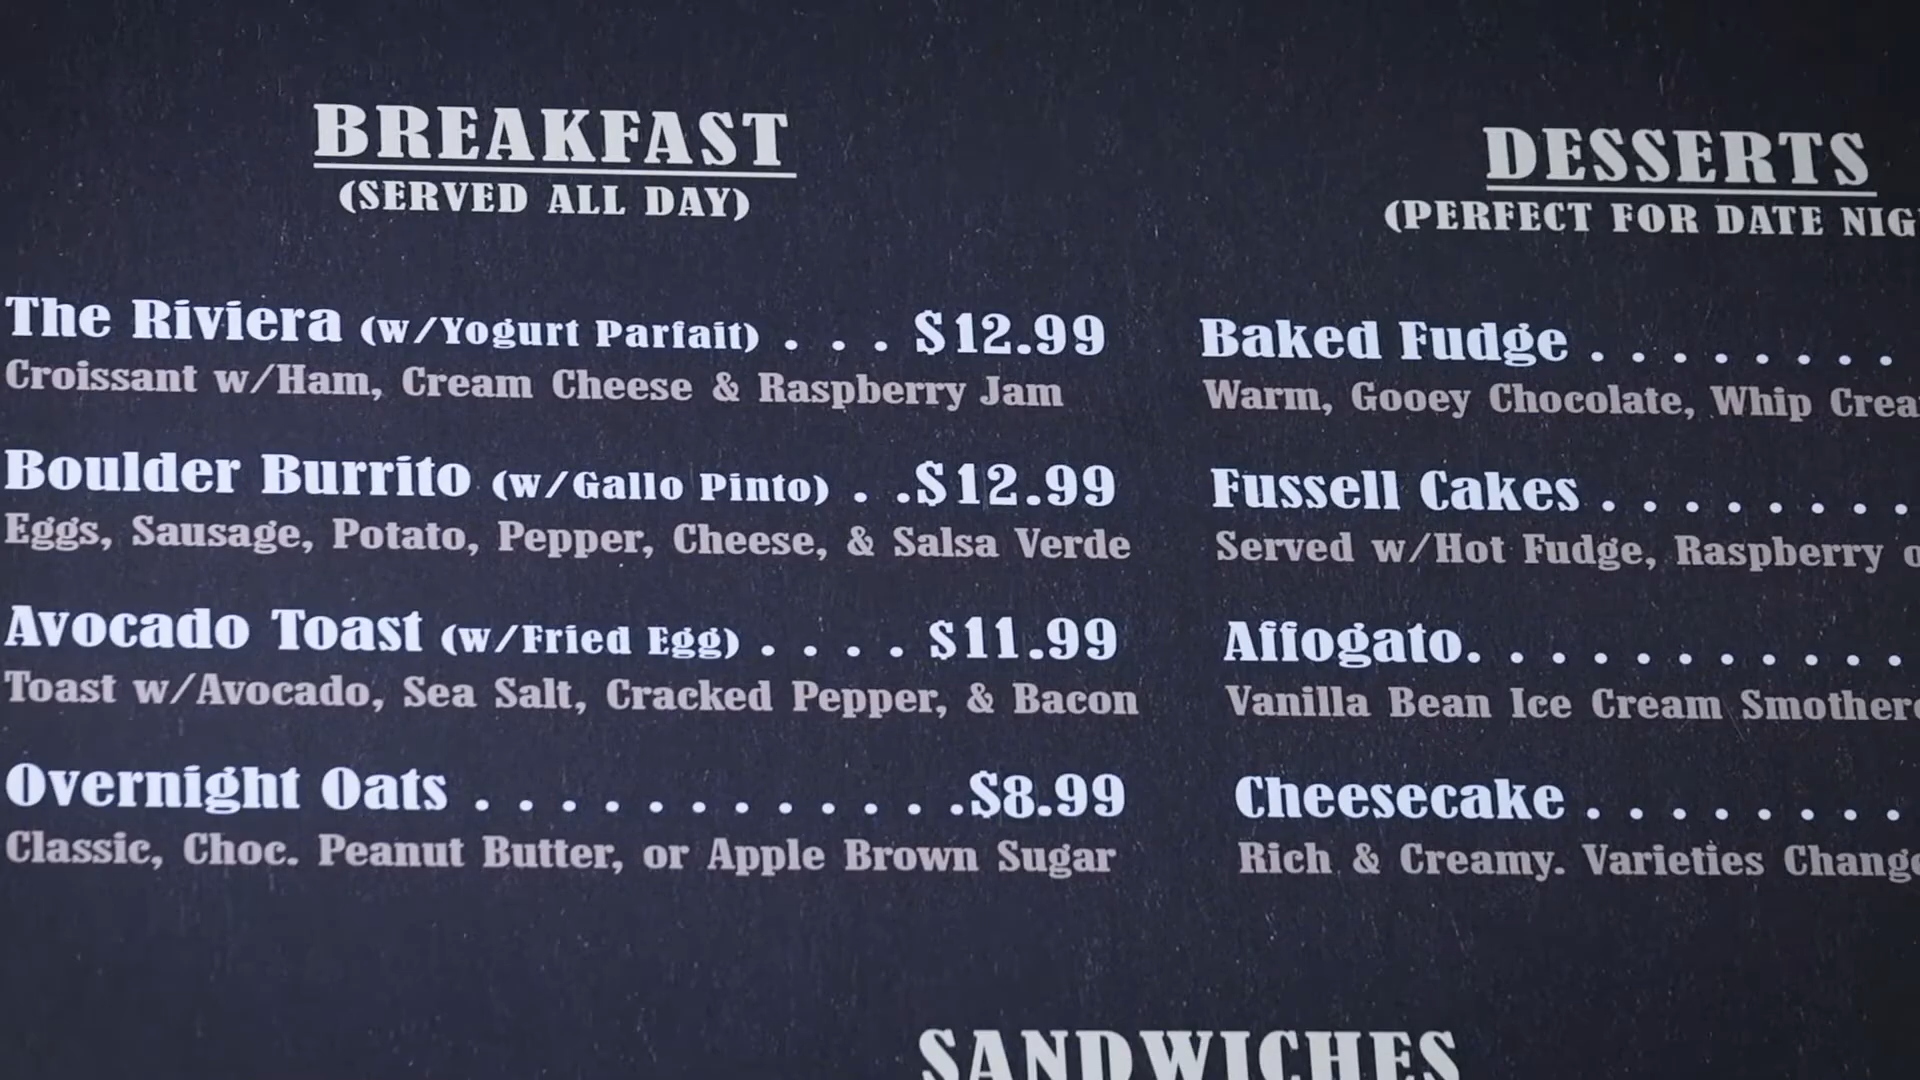 BREAKFAST
(SERVED ALL DAY)
The Riviera (w/Yogurt Parfait) . . . $12.99
Croissant w/Ham, Cream Cheese & Raspberry Jam
Boulder Burrito (w/Gallo Pinto) . .$12.99
Eggs, Sausage, Potato, Pepper, Cheese, & Salsa Verde
Avocado Toast (w/Fried Egg) . . . . $11.99
Toast w/Avocado, Sea Salt, Cracked Pepper, & Bacon
Overnight Oats . . . . . . . . . . . .$8.99
Classic, Choc. Peanut Butter, or Apple Brown Sugar
DESSERTS
(PERFECT FOR DATE
Baked Fudge . . . . . . . .
Warm, Gooey Chocolate, Whip
Fussell Cakes . . . . . . . .
Served w/Hot Fudge, Raspberry
Affogato. . . . . . . . . . .
Vanilla Bean Ice Cream
Cheesecake . . . . . . . .
Rich & Creamy. Varieties
SANDWICHES